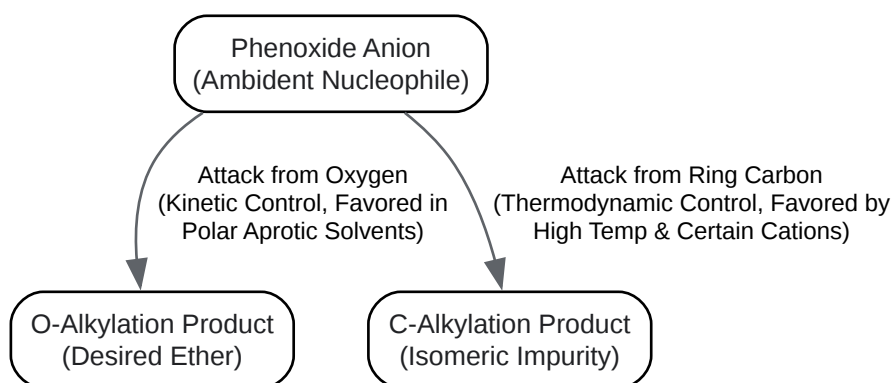 Phenoxide Anion
(Ambident Nucleophile)
Attack from Oxygen
(Kinetic Control, Favored in
Polar Aprotic Solvents)
Attack from Ring Carbon
(Thermodynamic Control, Favored by
High Temp & Certain Cations)
O-Alkylation Product
(Desired Ether)
C-Alkylation Product
(Isomeric Impurity)